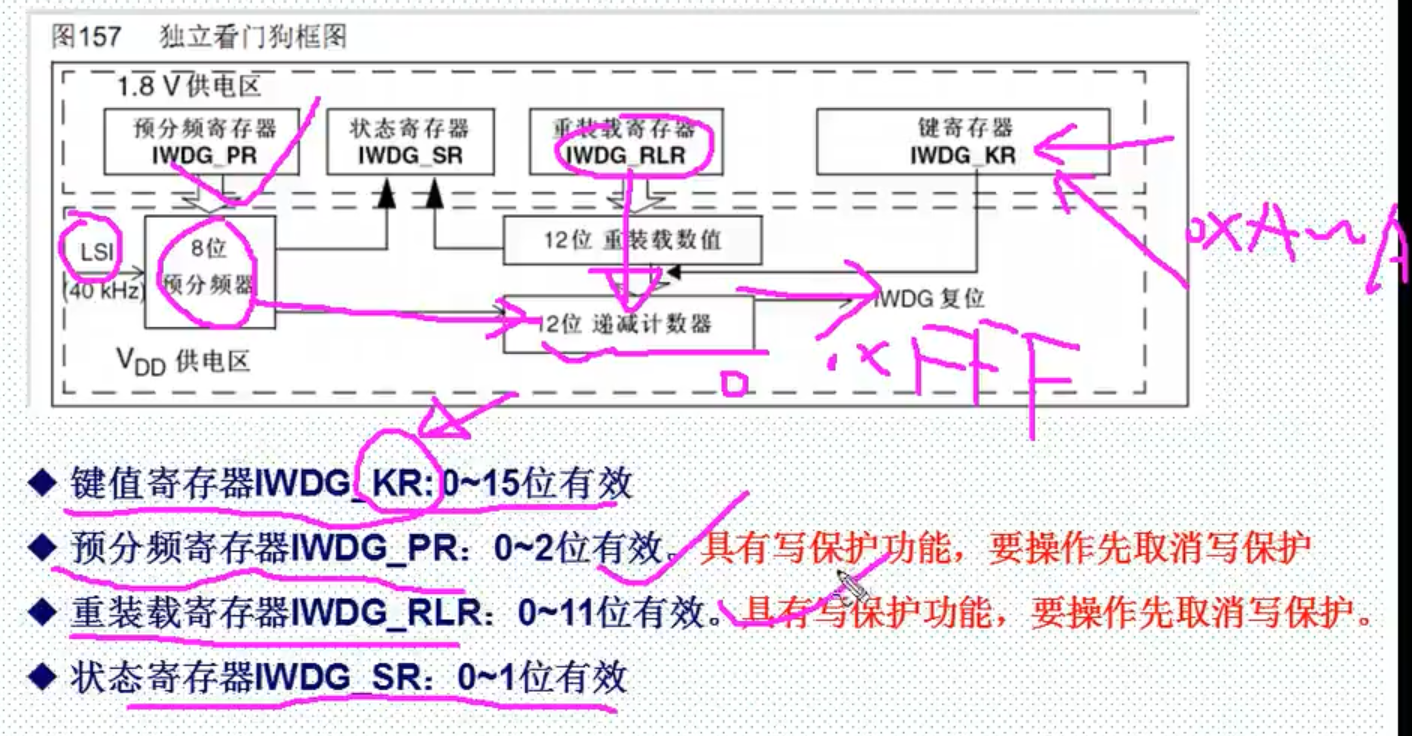 图157 独立看门狗框图
1.8 V 供电区
预分频寄存器 状态寄存器 重装载寄存器 键寄存器
IWDG_PR IWDG_SR IWDG_RLR IWDG_KR
LSI 8位 12位 重装载数值
(40 kHz) 预分频器 IWDG 复位
12位 递减计数器
VDD 供电区
0xA~A
0
0xFFF
◆ 键值寄存器IWDG_KR: 0~15位有效
◆ 预分频寄存器IWDG_PR：0~2位有效。具有写保护功能，要操作先取消写保护
◆ 重装载寄存器IWDG_RLR：0~11位有效。具有写保护功能，要操作先取消写保护。
◆ 状态寄存器IWDG_SR：0~1位有效